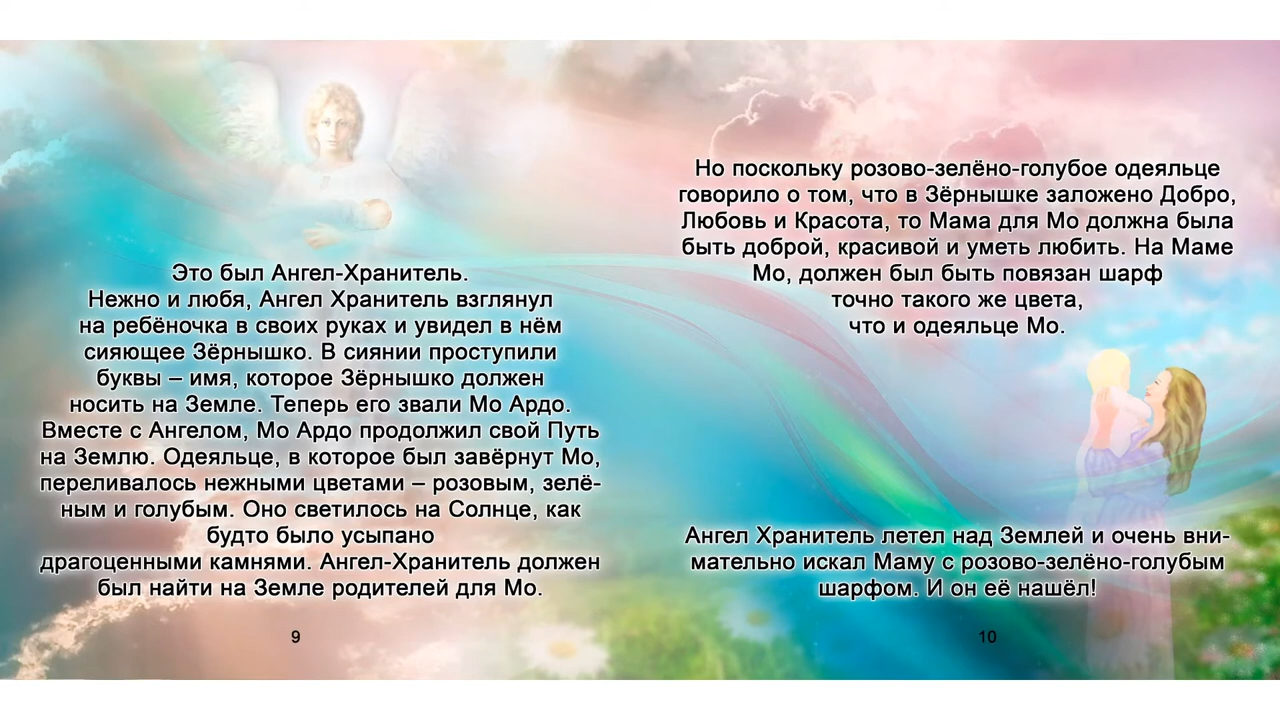 Это был Ангел-Хранитель.
Нежно и любя, Ангел Хранитель взглянул
на ребёночка в своих руках и увидел в нём
сияющее Зёрнышко. В сиянии проступили
буквы – имя, которое Зёрнышко должен
носить на Земле. Теперь его звали Мо Ардо.
Вместе с Ангелом, Мо Ардо продолжил свой Путь
на Землю. Одеяльце, в которое был завёрнут Мо,
переливалось нежными цветами – розовым, зелё-
ным и голубым. Оно светилось на Солнце, как
будто было усыпано
драгоценными камнями. Ангел-Хранитель должен
был найти на Земле родителей для Мо.
9
Но поскольку розово-зелёно-голубое одеяльце
говорило о том, что в Зёрнышке заложено Добро,
Любовь и Красота, то Мама для Мо должна была
быть доброй, красивой и уметь любить. На Маме
Мо, должен был быть повязан шарф
точно такого же цвета,
что и одеяльце Мо.
Ангел Хранитель летел над Землей и очень вни-
мательно искал Маму с розово-зелёно-голубым
шарфом. И он её нашёл!
10